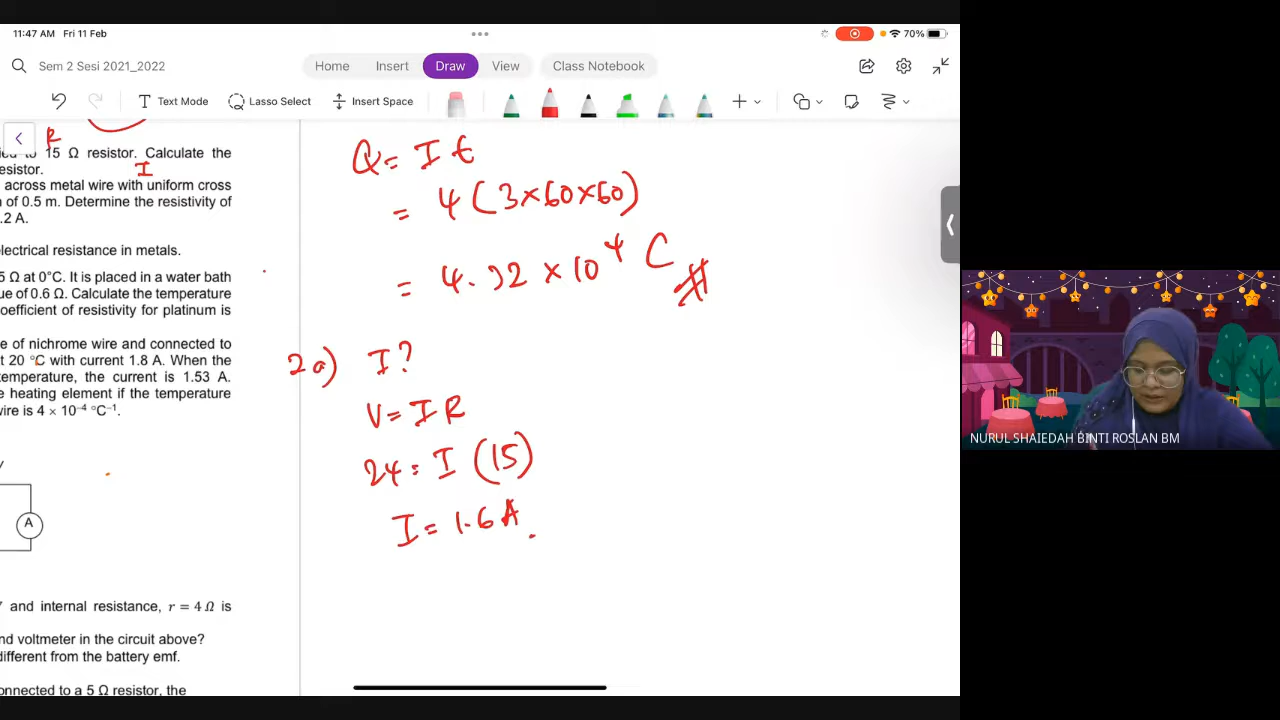 11:47 AM Fri 11 Feb
70%
Sem 2 Sesi 2021_2022
Home Insert Draw View Class Notebook
Text Mode Lasso Select Insert Space
R
to 15 Ω resistor. Calculate the
esistor.
I
across metal wire with uniform cross
of 0.5 m. Determine the resistivity of
.2 A.
electrical resistance in metals.
5 Ω at 0°C. It is placed in a water bath
ue of 0.6 Ω. Calculate the temperature
oefficient of resistivity for platinum is
e of nichrome wire and connected to
t 20 °C with current 1.8 A. When the
temperature, the current is 1.53 A.
e heating element if the temperature
wire is 4 × 10⁻⁴ °C⁻¹.
A
and internal resistance, r = 4 Ω is
nd voltmeter in the circuit above?
different from the battery emf.
onnected to a 5 Ω resistor, the
Q = I t
= 4 (3×60×60)
= 4.32 × 10⁴ C
2a) I?
V = I R
24 = I (15)
I = 1.6 A
NURUL SHAIEDAH BINTI ROSLAN BM